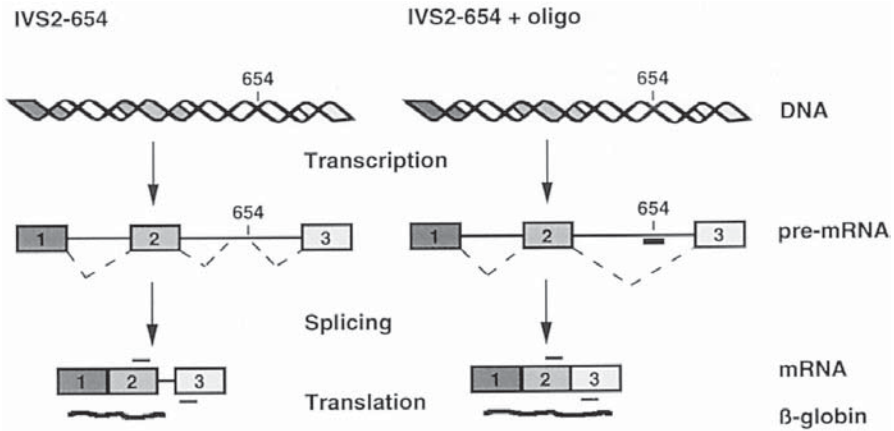 IVS2-654
IVS2-654 + oligo
654
654
DNA
Transcription
654
654
1 2 3
1 2 3
pre-mRNA
Splicing
1 2 3
1 2 3
mRNA
Translation
ß-globin